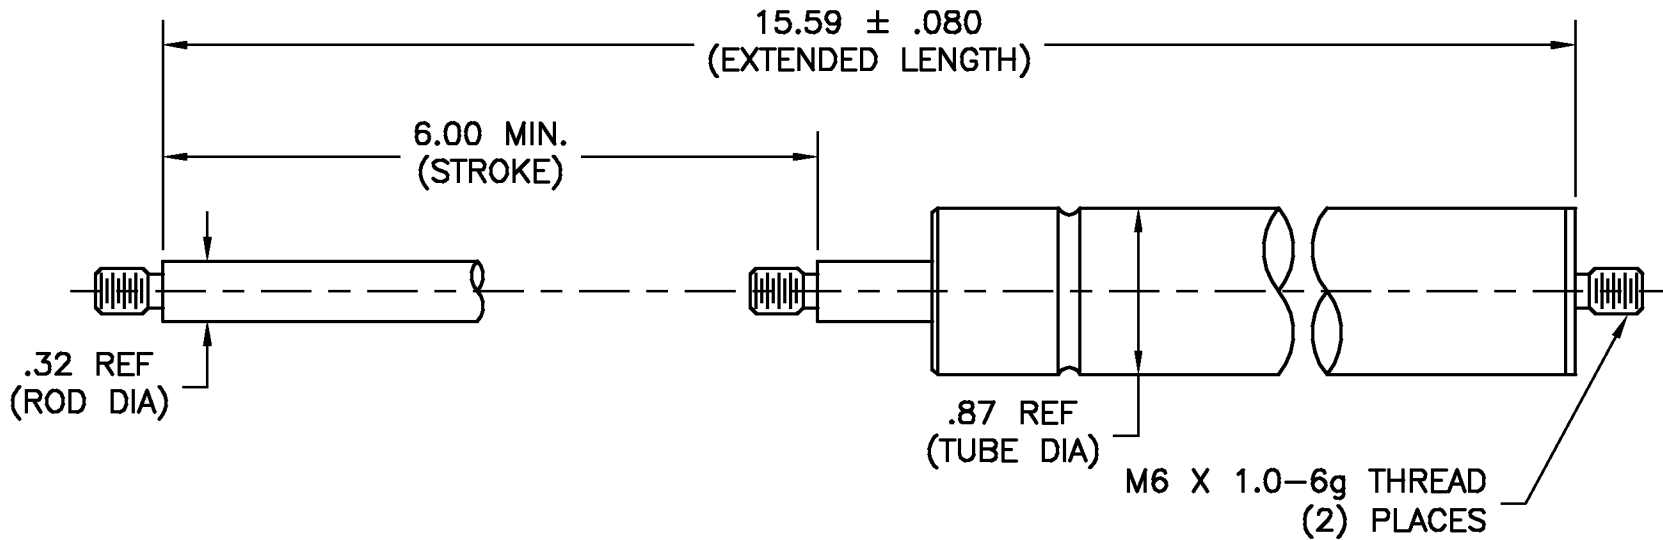 15.59 ± .080
(EXTENDED LENGTH)
6.00 MIN.
(STROKE)
.32 REF
(ROD DIA)
.87 REF
(TUBE DIA)
M6 X 1.0-6g THREAD
(2) PLACES